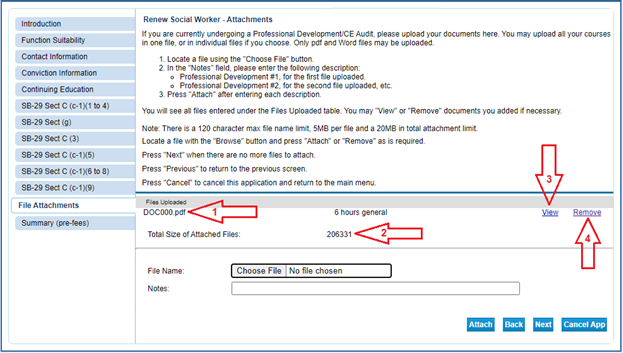 Introduction
Function Suitability
Contact Information
Conviction Information
Continuing Education
SB-29 Sect C (c-1)(1 to 4)
SB-29 Sect (g)
SB-29 Sect C (3)
SB-29 Sect C (c-1)(5)
SB-29 Sect C (c-1)(6 to 8)
SB-29 Sect C (c-1)(9)
File Attachments
Summary (pre-fees)
Renew Social Worker - Attachments
If you are currently undergoing a Professional Development/CE Audit, please upload your documents here. You may upload all your courses
in one file, or in individual files if you choose. Only pdf and Word files may be uploaded.
1. Locate a file using the "Choose File" button.
2. In the "Notes" field, please enter the following description:
Professional Development #1, for the first file uploaded.
Professional Development #2, for the second file uploaded, etc.
3. Press "Attach" after entering each description.
You will see all files entered under the Files Uploaded table. You may "View" or "Remove" documents you added if necessary.
Note: There is a 120 character max file name limit, 5MB per file and a 20MB in total attachment limit.
Locate a file with the "Browse" button and press "Attach" or "Remove" as is required.
Press "Next" when there are no more files to attach.
Press "Previous" to return to the previous screen.
Press "Cancel" to cancel this application and return to the main menu.
3
Files Uploaded
DOC000.pdf 1 6 hours general View Remove
Total Size of Attached Files: 206331 2
4
File Name: Choose File No file chosen
Notes:
Attach Back Next Cancel App